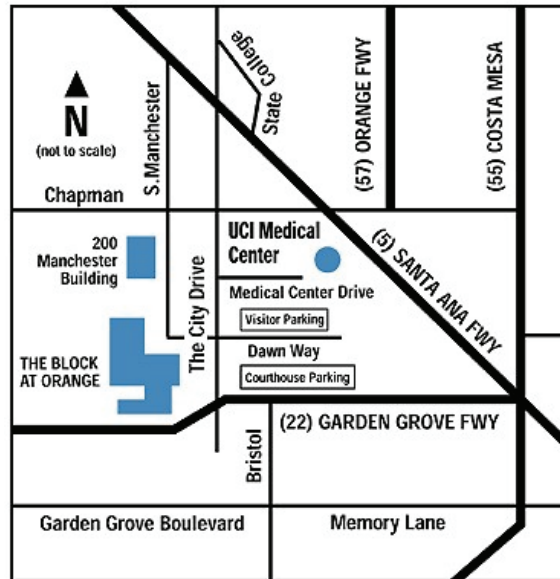 College
State
(57) ORANGE FWY
(55) COSTA MESA
N
(not to scale)
S.Manchester
Chapman
200
Manchester
Building
UCI Medical
Center
(5) SANTA ANA FWY
The City Drive
Medical Center Drive
Visitor Parking
Dawn Way
THE BLOCK
AT ORANGE
Courthouse Parking
(22) GARDEN GROVE FWY
Bristol
Garden Grove Boulevard
Memory Lane